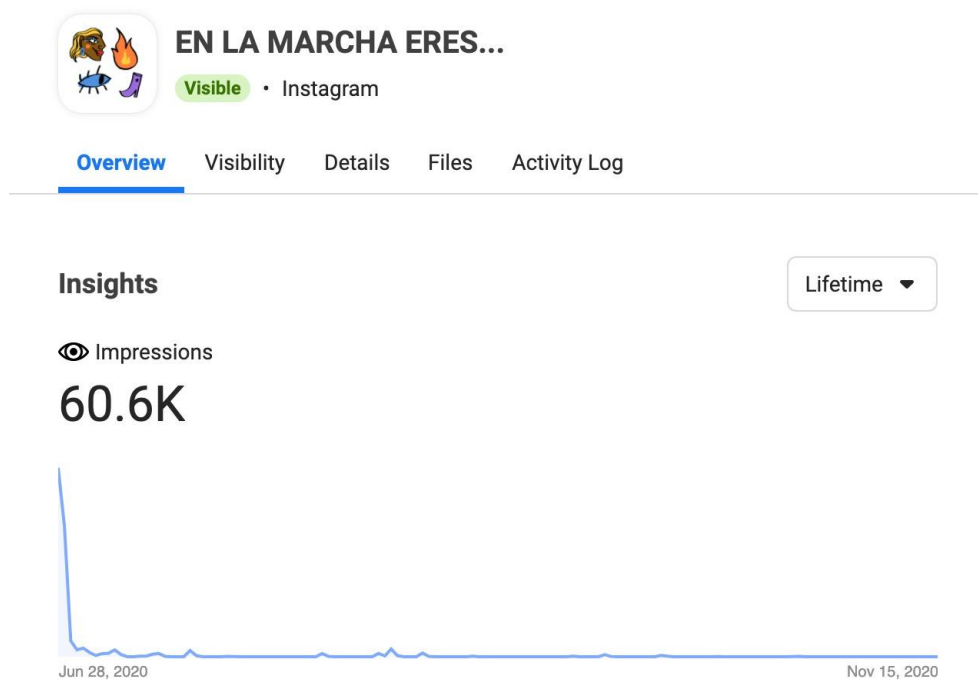 EN LA MARCHA ERES...
Visible • Instagram
Overview Visibility Details Files Activity Log
Insights
Lifetime
Impressions
60.6K
Jun 28, 2020 Nov 15, 2020